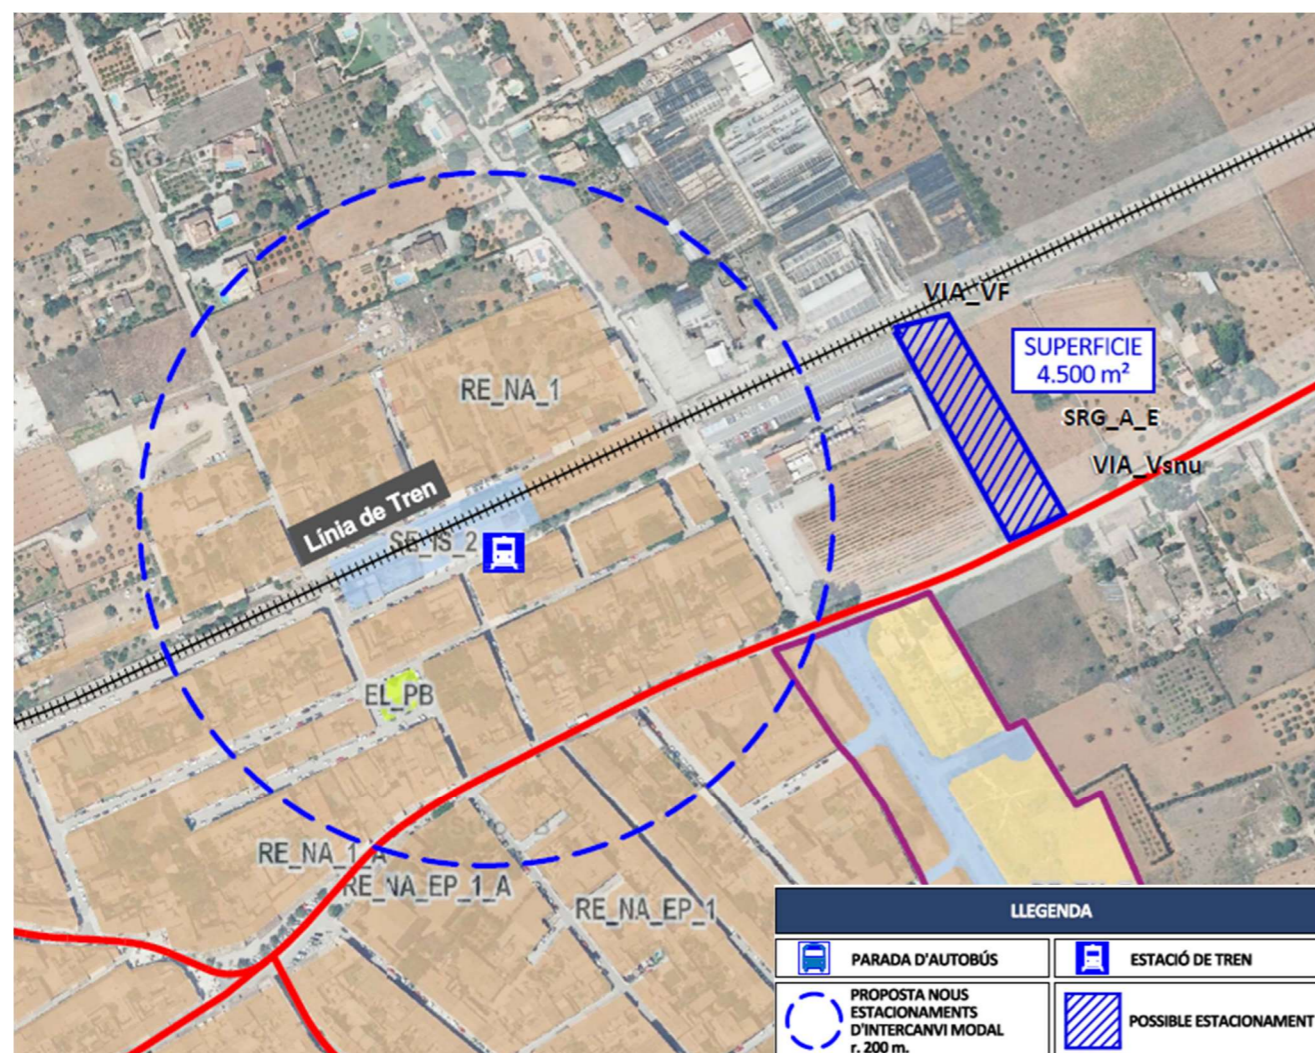 SRG_A_E
SRG_A
VIA_VF
SUPERFICIE
4.500 m²
RE_NA_1
SRG_A_E
VIA_Vsnu
Línia de Tren
SE_IS_2
EL_PB
RE_NA_1_A
RE_NA_EP_1_A
RE_NA_EP_1
LLEGENDA
PARADA D'AUTOBÚS
ESTACIÓ DE TREN
PROPOSTA NOUS
ESTACIONAMENTS
D'INTERCANVI MODAL
r. 200 m.
POSSIBLE ESTACIONAMENT